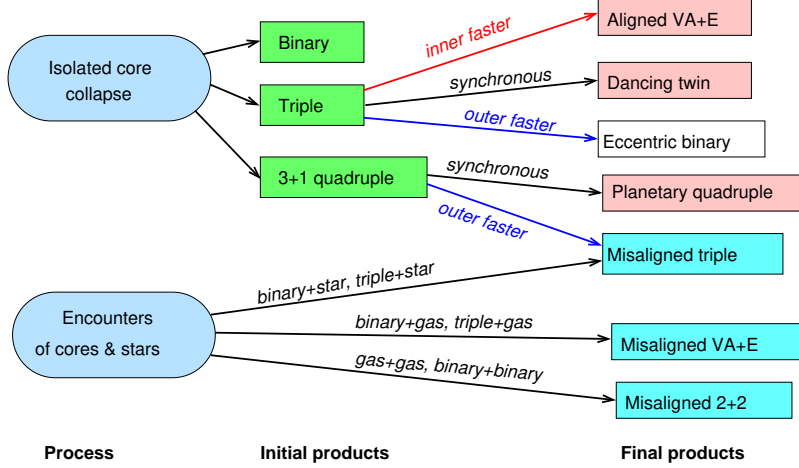 Isolated core
collapse
Binary
Triple
3+1 quadruple
inner faster
synchronous
outer faster
synchronous
outer faster
Aligned VA+E
Dancing twin
Eccentric binary
Planetary quadruple
Misaligned triple
Encounters
of cores & stars
binary+star, triple+star
binary+gas, triple+gas
gas+gas, binary+binary
Misaligned VA+E
Misaligned 2+2
Process
Initial products
Final products